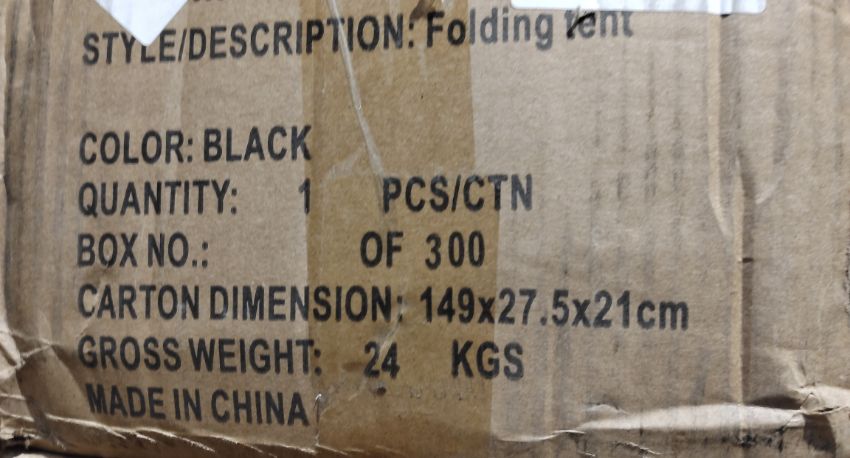 STYLE/DESCRIPTION: Folding tent
COLOR: BLACK
QUANTITY: 1 PCS/CTN
BOX NO.: OF 300
CARTON DIMENSION: 149x27.5x21cm
GROSS WEIGHT: 24 KGS
MADE IN CHINA